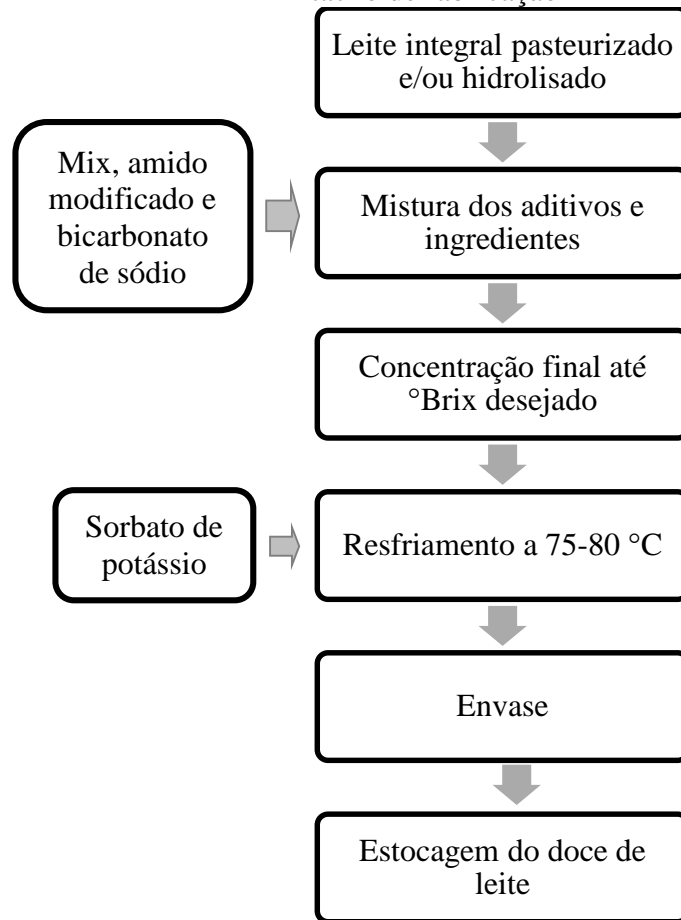 Leite integral pasteurizado
e/ou hidrolisado
Mix, amido
modificado e
bicarbonato
de sódio
Mistura dos aditivos e
ingredientes
Concentração final até
°Brix desejado
Sorbato de
potássio
Resfriamento a 75-80 °C
Envase
Estocagem do doce de
leite